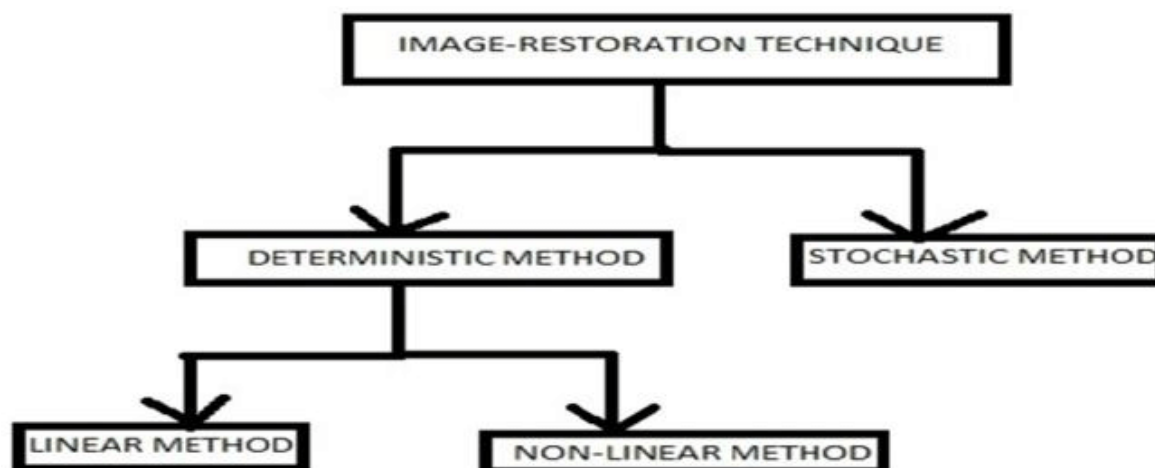 IMAGE-RESTORATION TECHNIQUE
DETERMINISTIC METHOD
STOCHASTIC METHOD
LINEAR METHOD
NON-LINEAR METHOD